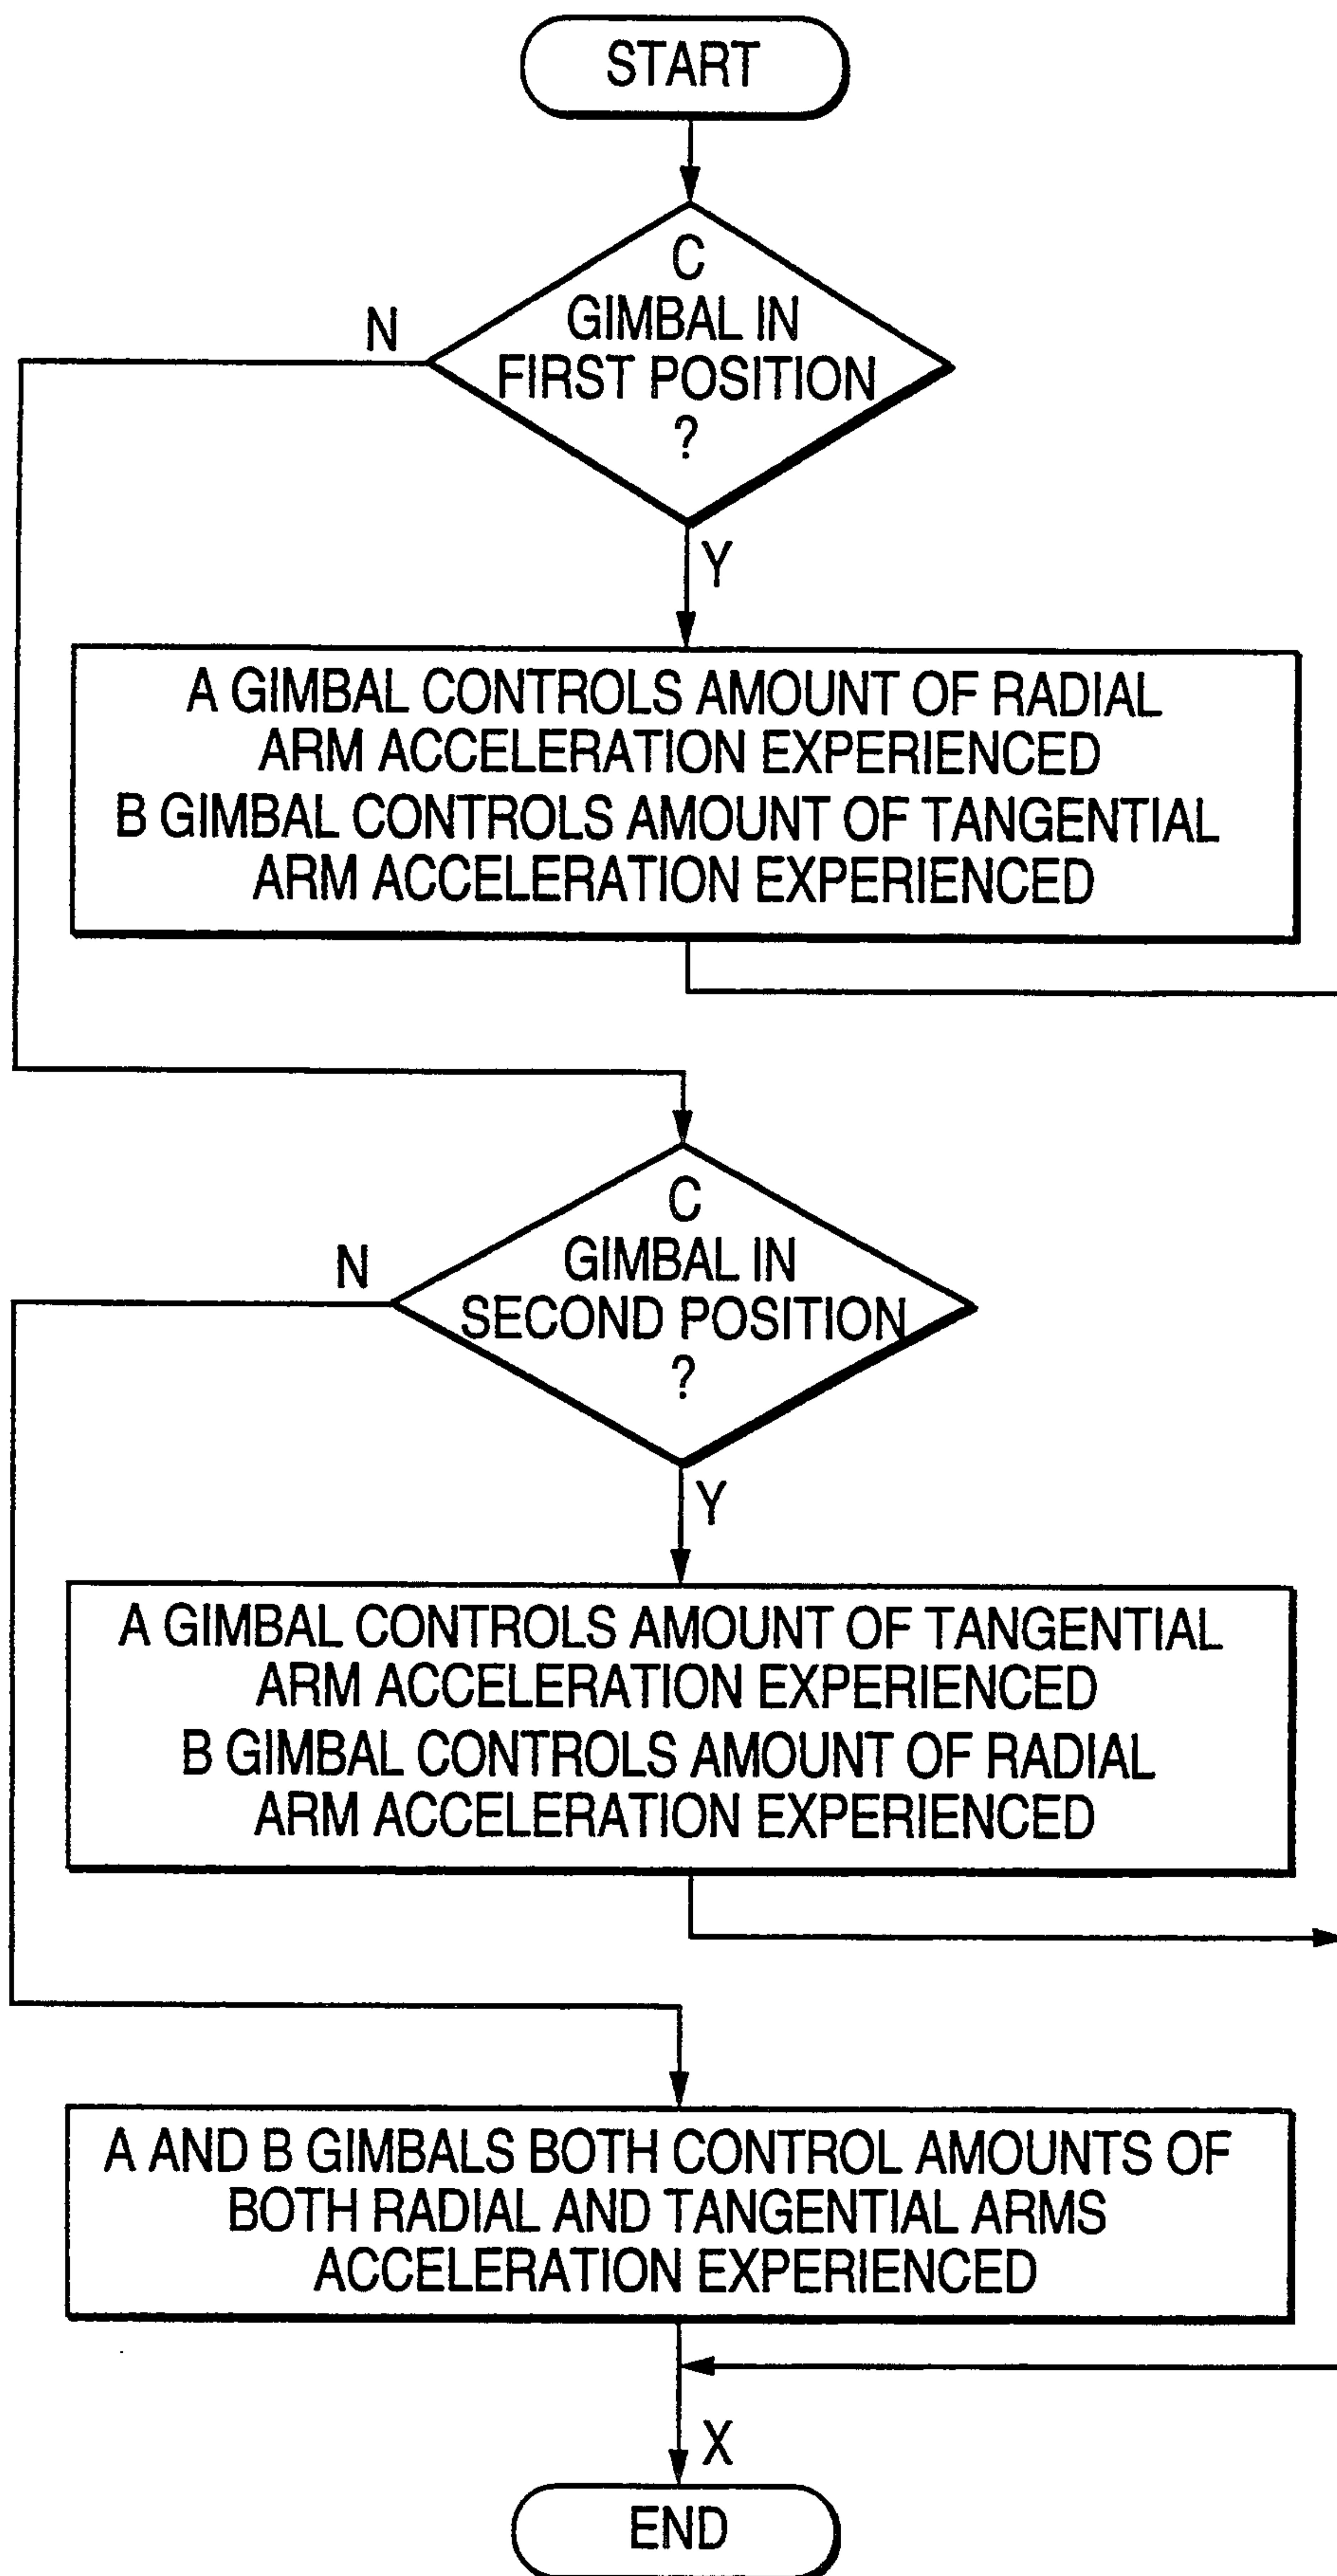 START
C
GIMBAL IN
FIRST POSITION
?
N
Y
A GIMBAL CONTROLS AMOUNT OF RADIAL
ARM ACCELERATION EXPERIENCED
B GIMBAL CONTROLS AMOUNT OF TANGENTIAL
ARM ACCELERATION EXPERIENCED
C
GIMBAL IN
SECOND POSITION
?
N
Y
A GIMBAL CONTROLS AMOUNT OF TANGENTIAL
ARM ACCELERATION EXPERIENCED
B GIMBAL CONTROLS AMOUNT OF RADIAL
ARM ACCELERATION EXPERIENCED
A AND B GIMBALS BOTH CONTROL AMOUNTS OF
BOTH RADIAL AND TANGENTIAL ARMS
ACCELERATION EXPERIENCED
X
END